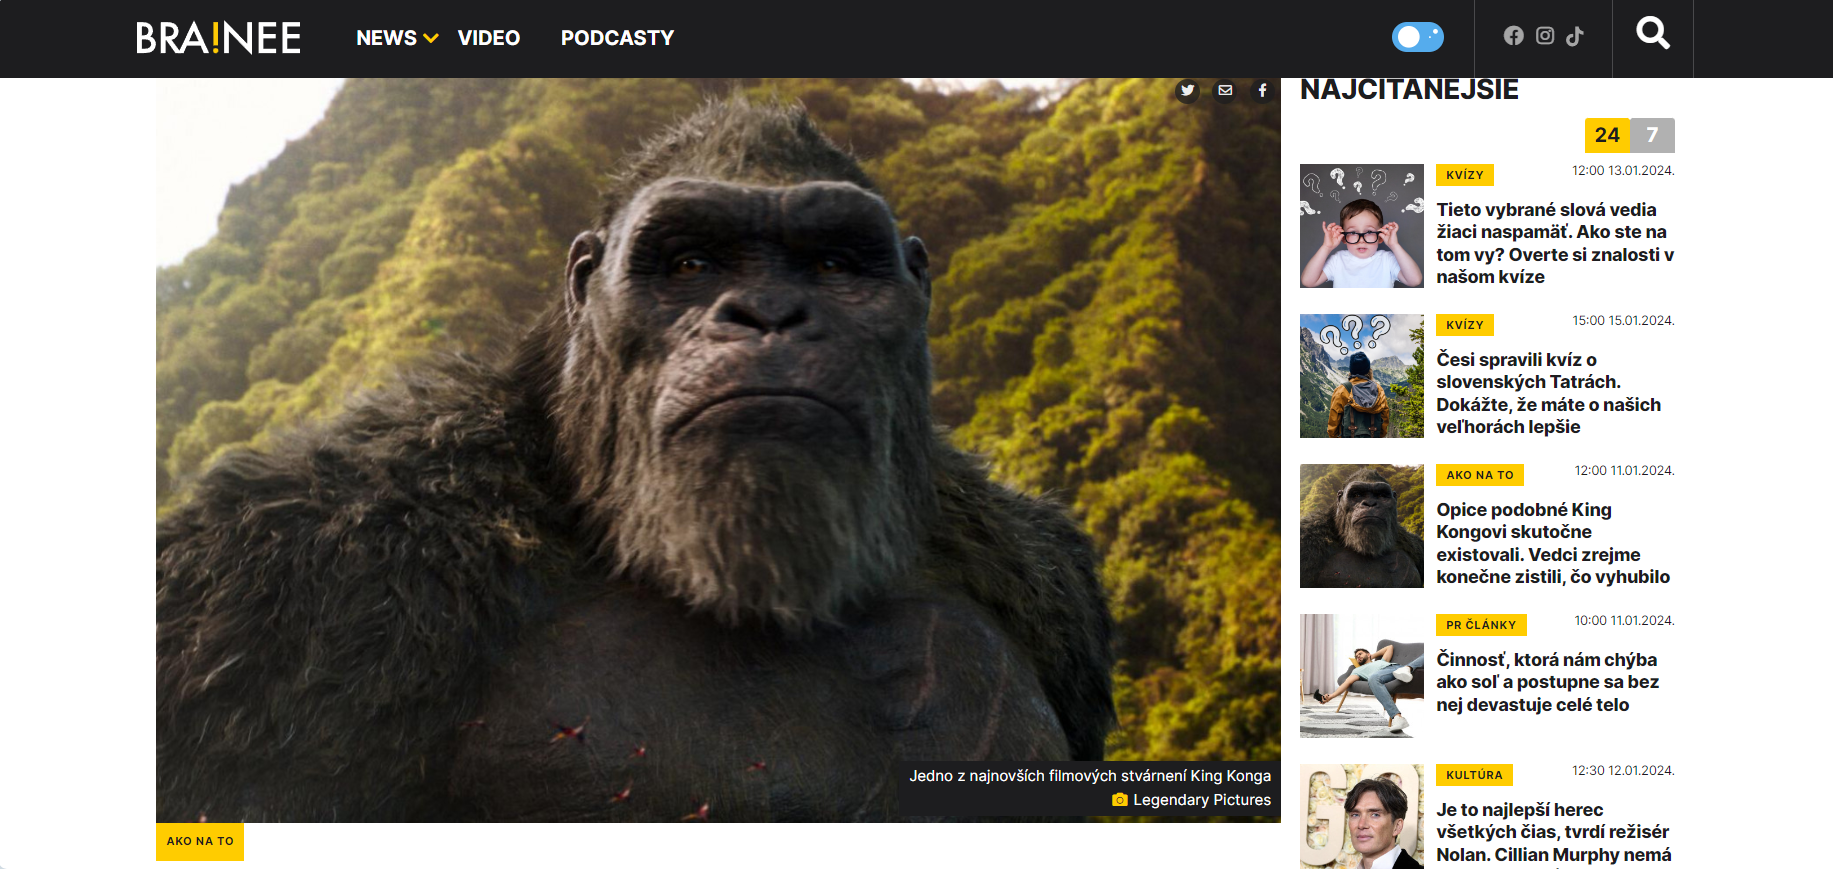 BRA!NEE
NEWS
VIDEO
PODCASTY
NAJČÍTANEJŠIE
24
7
KVÍZY
12:00 13.01.2024.
Tieto vybrané slová vedia
žiaci naspamäť. Ako ste na
tom vy? Overte si znalosti v
našom kvíze
KVÍZY
15:00 15.01.2024.
Česi spravili kvíz o
slovenských Tatrách.
Dokážte, že máte o našich
veľhorách lepšie
AKO NA TO
12:00 11.01.2024.
Opice podobné King
Kongovi skutočne
existovali. Vedci zrejme
konečne zistili, čo vyhubilo
PR ČLÁNKY
10:00 11.01.2024.
Činnosť, ktorá nám chýba
ako soľ a postupne sa bez
nej devastuje celé telo
KULTÚRA
12:30 12.01.2024.
Je to najlepší herec
všetkých čias, tvrdí režisér
Nolan. Cillian Murphy nemá
Jedno z najnovších filmových stvárnení King Konga
Legendary Pictures
AKO NA TO